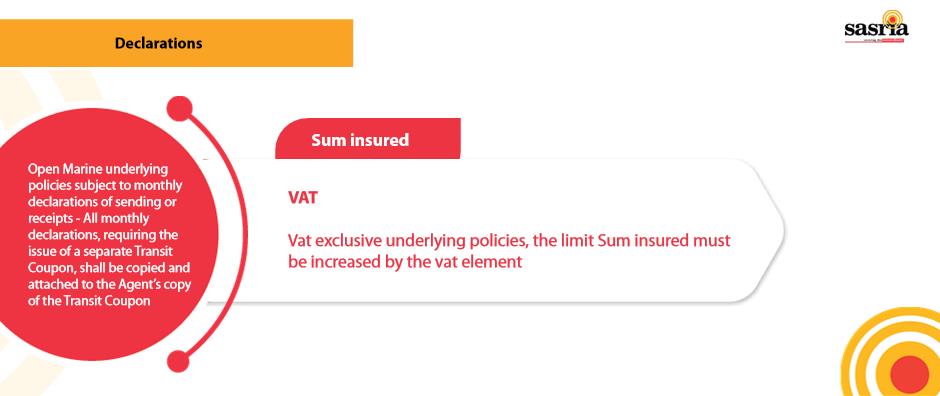 Declarations
sasria
Sum insured
Open Marine underlying
policies subject to monthly
declarations of sending or
receipts - All monthly
declarations, requiring the
issue of a separate Transit
Coupon, shall be copied and
attached to the Agent's copy
of the Transit Coupon
VAT
Vat exclusive underlying policies, the limit Sum insured must
be increased by the vat element